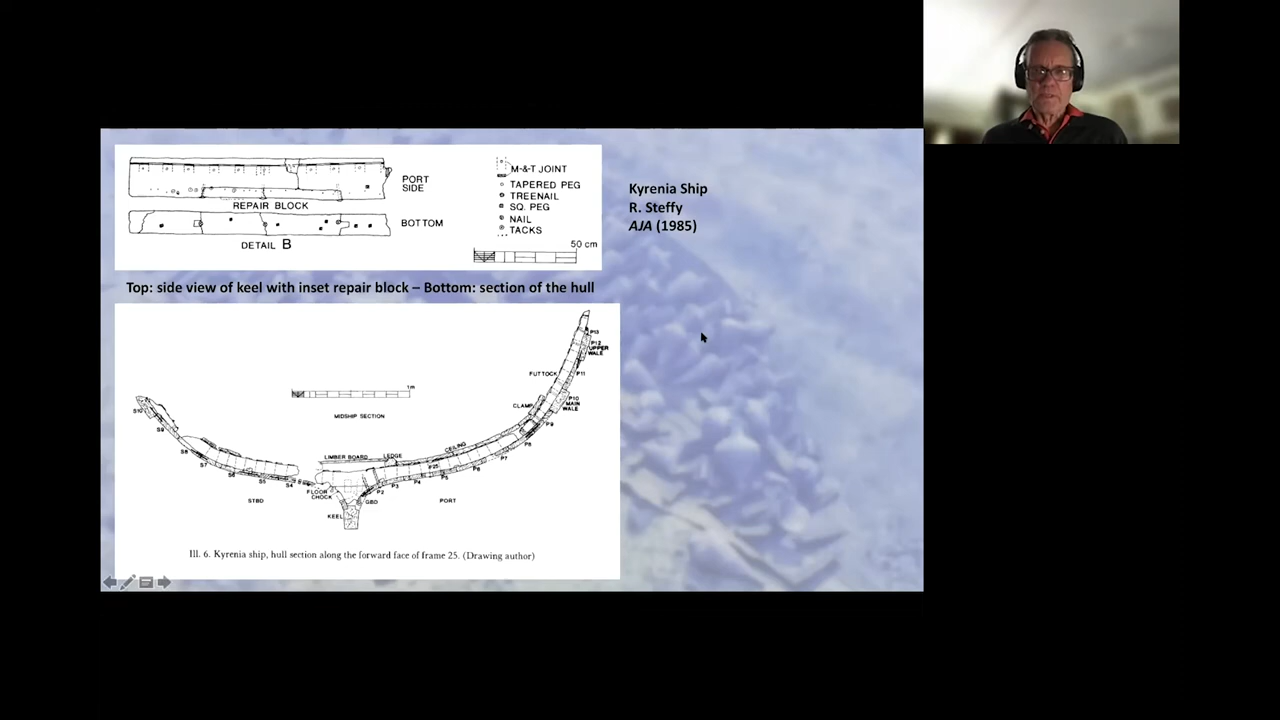 PORT
SIDE
REPAIR BLOCK
BOTTOM
DETAIL B
M-&-T JOINT
TAPERED PEG
TREENAIL
SQ. PEG
NAIL
TACKS
50 cm
Kyrenia Ship
R. Steffy
AJA (1985)
Top: side view of keel with inset repair block – Bottom: section of the hull
P13
P12
UPPER
WALE
FUTTOCK
P11
P10
MAIN
WALE
CLAMP
P9
P8
1m
MIDSHIP SECTION
S10
S9
S8
S7
S6
S5
S4
LIMBER BOARD
LEDGE
CEILING
F25
P7
P6
P5
P4
P3
P2
GBD
FLOOR
CHOCK
STBD
PORT
KEEL
Ill. 6. Kyrenia ship, hull section along the forward face of frame 25. (Drawing author)